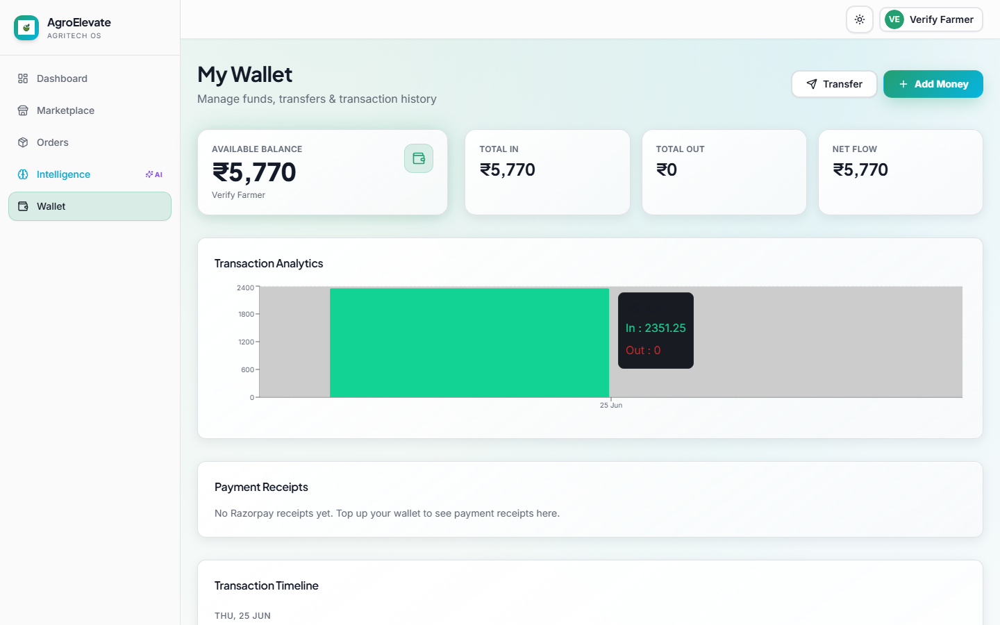 AgroElevate
AGRITECH OS
Dashboard
Marketplace
Orders
Intelligence AI
Wallet
VE Verify Farmer
My Wallet
Manage funds, transfers & transaction history
Transfer
Add Money
AVAILABLE BALANCE
₹5,770
Verify Farmer
TOTAL IN
₹5,770
TOTAL OUT
₹0
NET FLOW
₹5,770
Transaction Analytics
2400
1800
1200
600
0
In : 2351.25
Out : 0
25 Jun
Payment Receipts
No Razorpay receipts yet. Top up your wallet to see payment receipts here.
Transaction Timeline
THU, 25 JUN